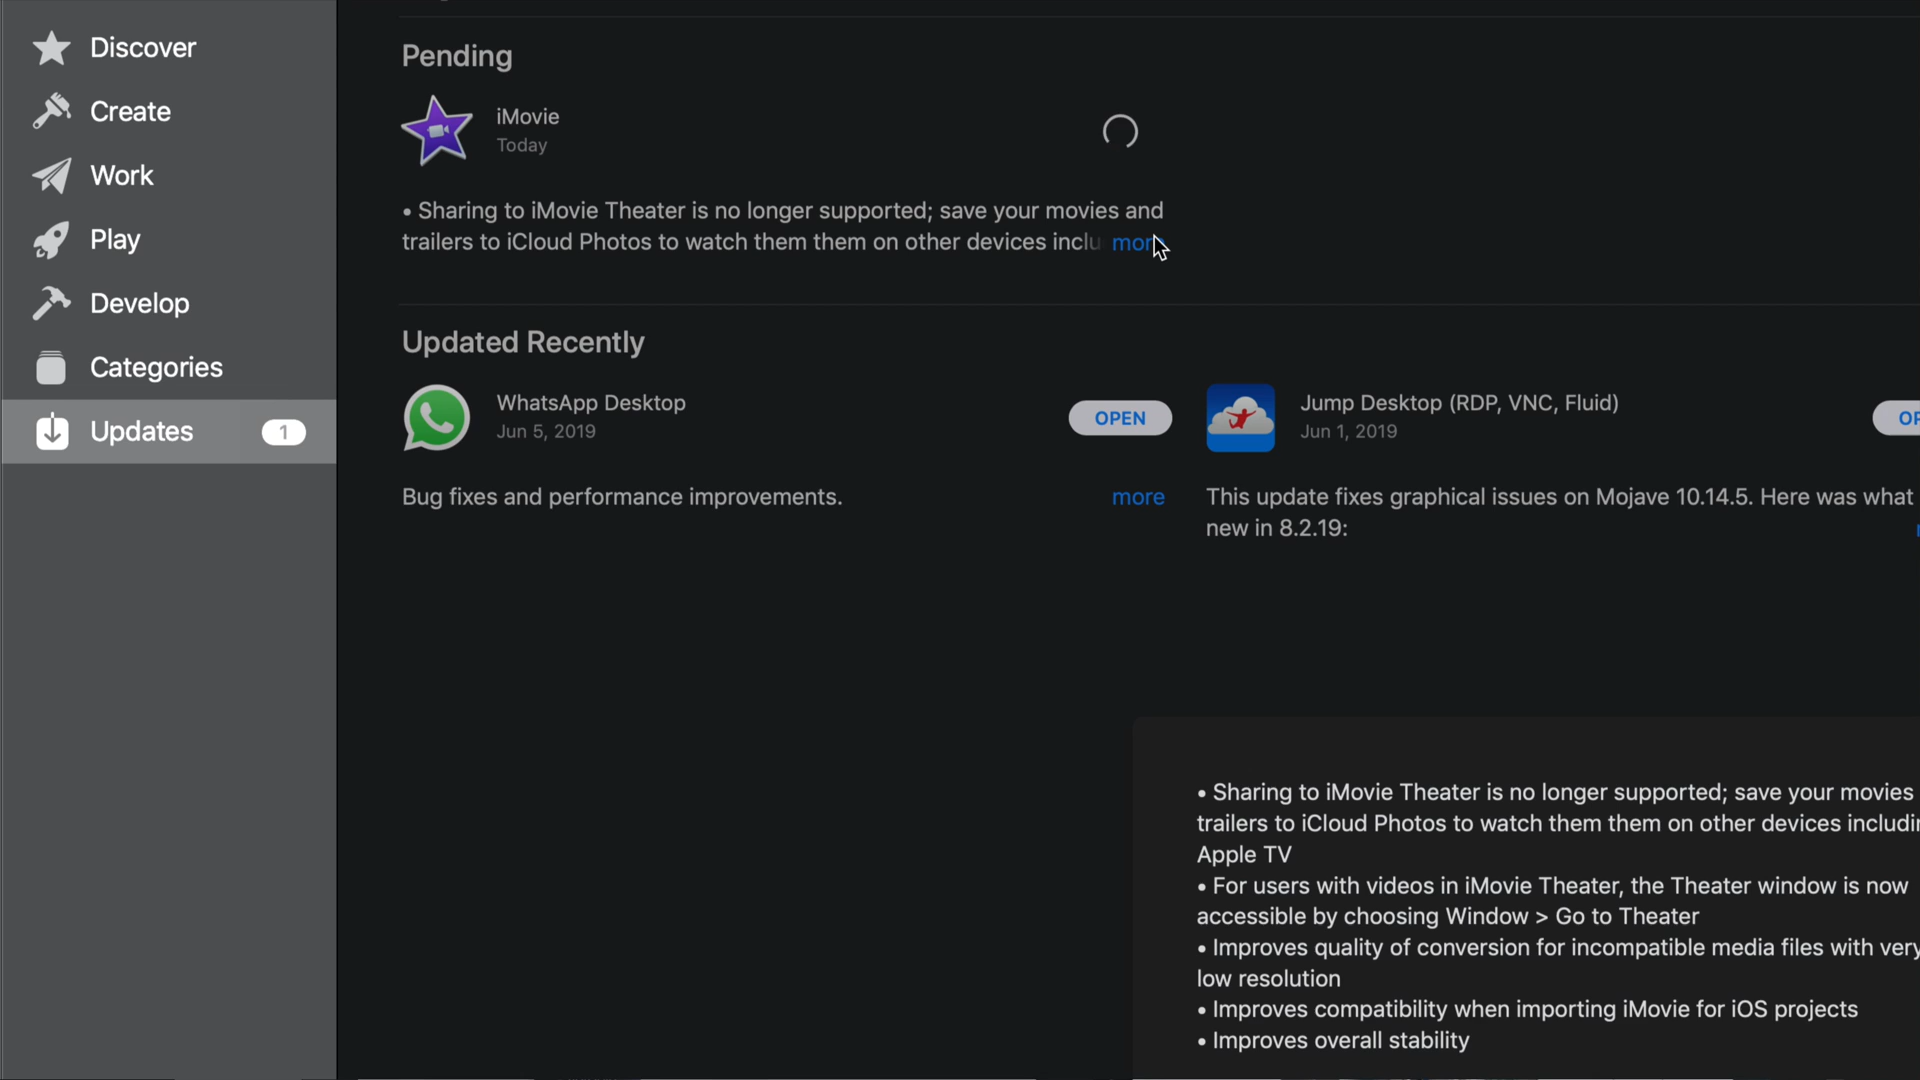 Discover
Create
Work
Play
Develop
Categories
Updates 1
Pending
iMovie
Today
• Sharing to iMovie Theater is no longer supported; save your movies and
trailers to iCloud Photos to watch them them on other devices inclu more
Updated Recently
WhatsApp Desktop
Jun 5, 2019
OPEN
Bug fixes and performance improvements.
more
Jump Desktop (RDP, VNC, Fluid)
Jun 1, 2019
OP
This update fixes graphical issues on Mojave 10.14.5. Here was what
new in 8.2.19:
• Sharing to iMovie Theater is no longer supported; save your movies
trailers to iCloud Photos to watch them them on other devices includin
Apple TV
• For users with videos in iMovie Theater, the Theater window is now
accessible by choosing Window > Go to Theater
• Improves quality of conversion for incompatible media files with very
low resolution
• Improves compatibility when importing iMovie for iOS projects
• Improves overall stability